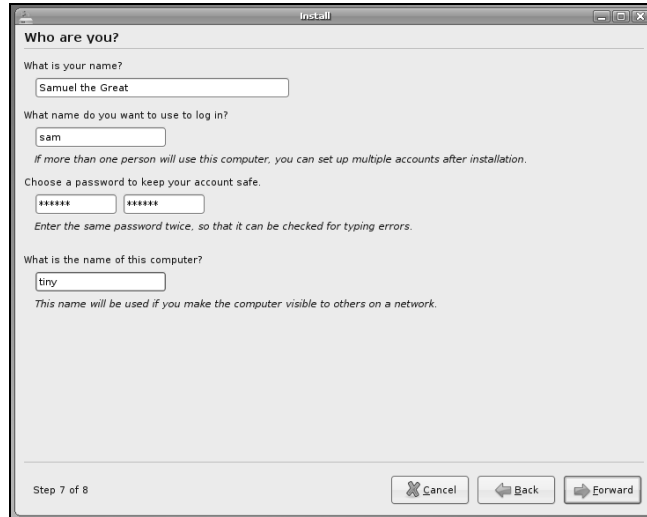 Install
Who are you?
What is your name?
Samuel the Great
What name do you want to use to log in?
sam
If more than one person will use this computer, you can set up multiple accounts after installation.
Choose a password to keep your account safe.
****** ******
Enter the same password twice, so that it can be checked for typing errors.
What is the name of this computer?
tiny
This name will be used if you make the computer visible to others on a network.
Step 7 of 8 Cancel Back Forward